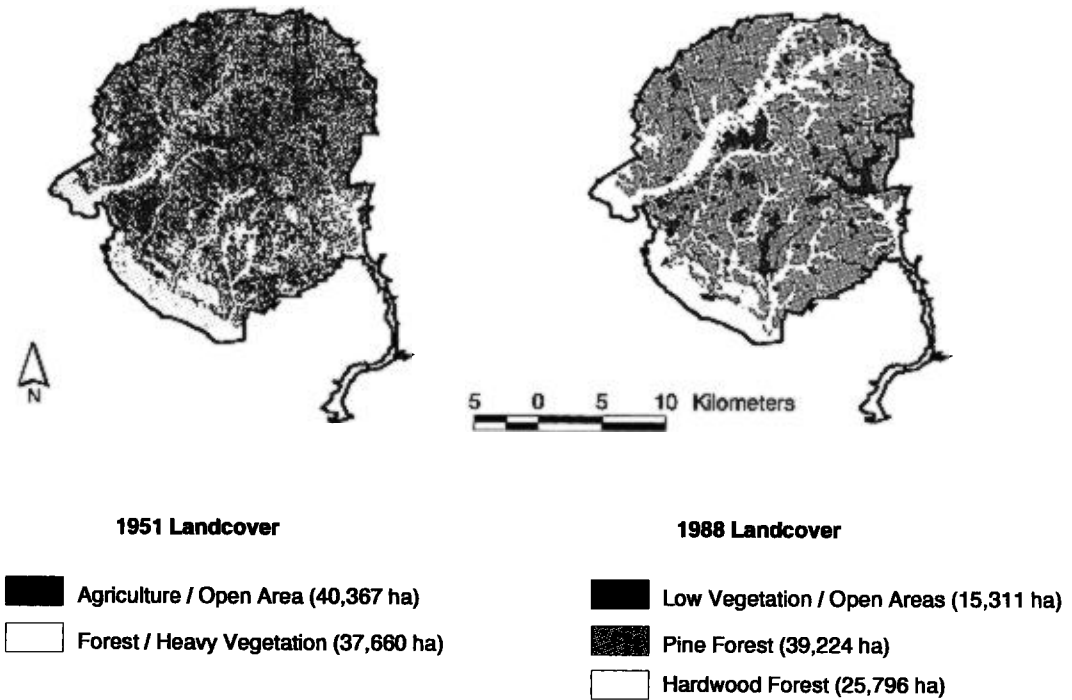 N
5 0 5 10 Kilometers
1951 Landcover
Agriculture / Open Area (40,367 ha)
Forest / Heavy Vegetation (37,660 ha)
1988 Landcover
Low Vegetation / Open Areas (15,311 ha)
Pine Forest (39,224 ha)
Hardwood Forest (25,796 ha)